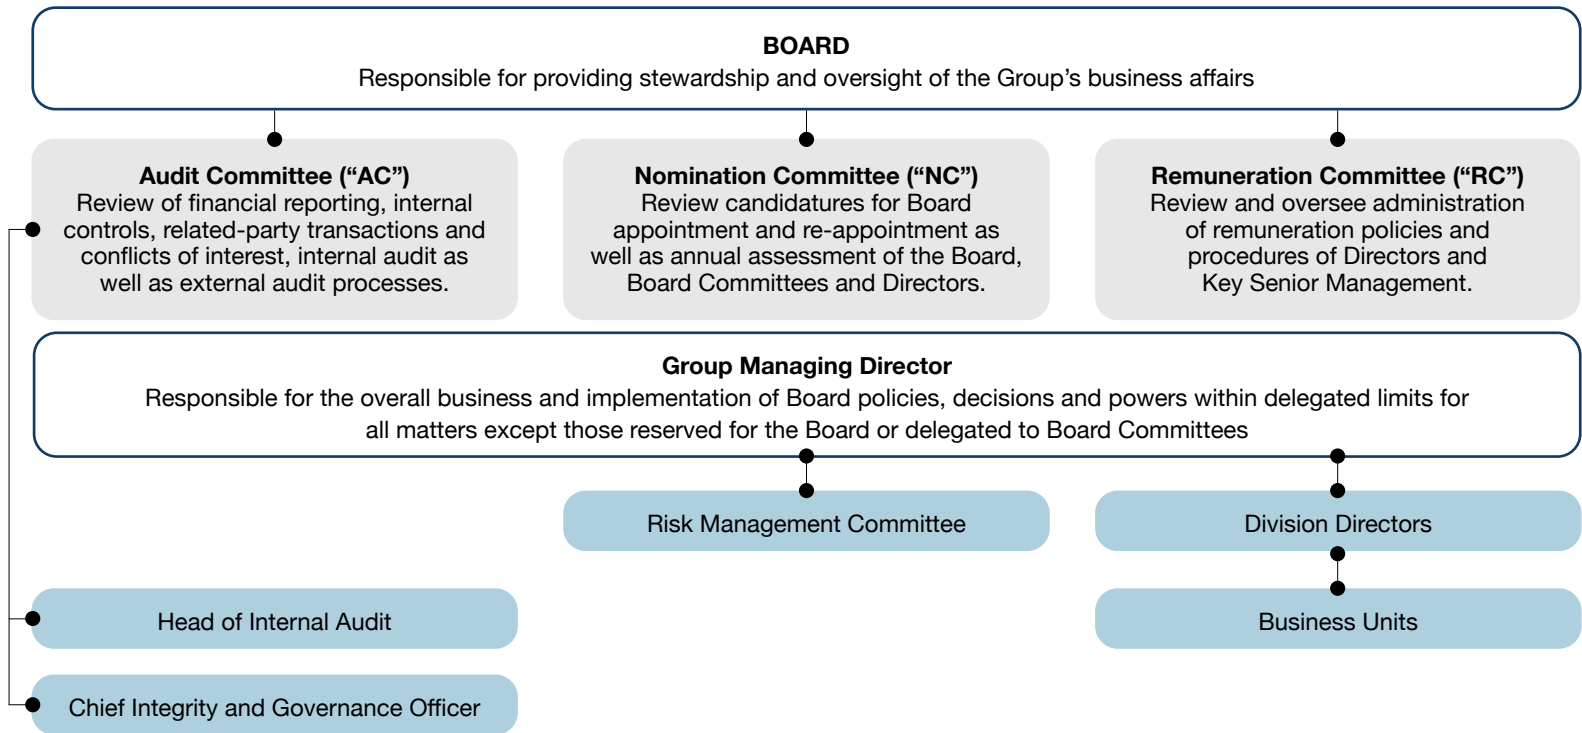 BOARD
Responsible for providing stewardship and oversight of the Group’s business affairs
Audit Committee (“AC”)
Review of financial reporting, internal
controls, related-party transactions and
conflicts of interest, internal audit as
well as external audit processes.
Nomination Committee (“NC”)
Review candidatures for Board
appointment and re-appointment as
well as annual assessment of the Board,
Board Committees and Directors.
Remuneration Committee (“RC”)
Review and oversee administration
of remuneration policies and
procedures of Directors and
Key Senior Management.
Group Managing Director
Responsible for the overall business and implementation of Board policies, decisions and powers within delegated limits for
all matters except those reserved for the Board or delegated to Board Committees
Risk Management Committee
Division Directors
Head of Internal Audit
Business Units
Chief Integrity and Governance Officer